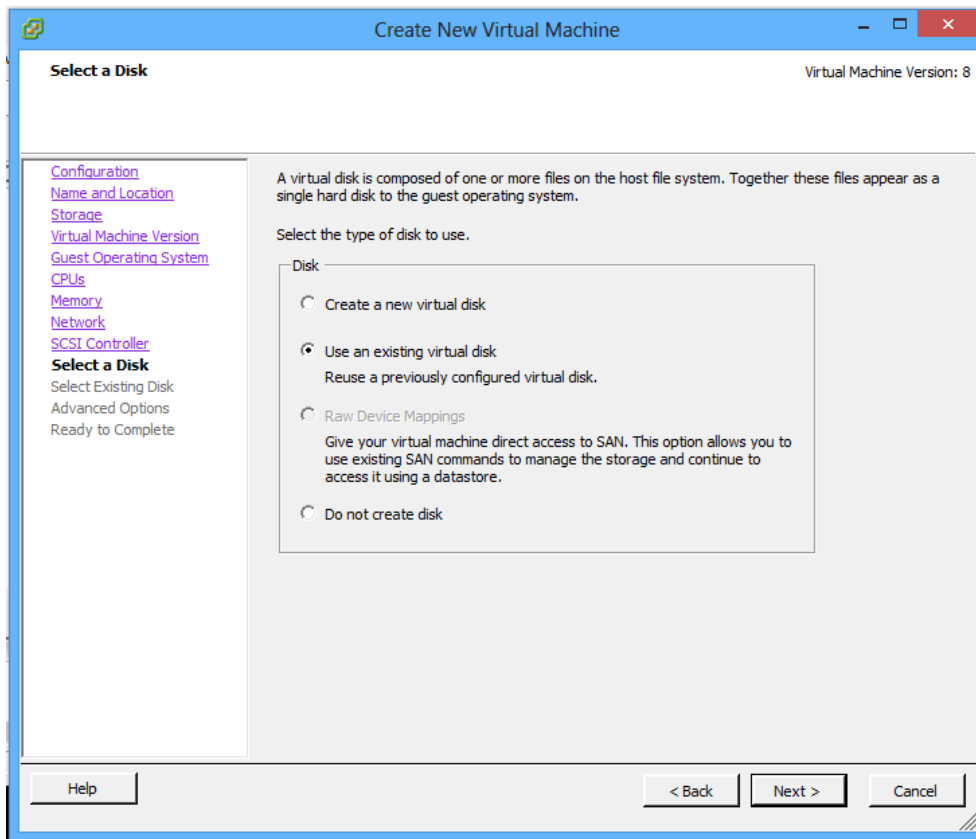 Create New Virtual Machine
Select a Disk
Virtual Machine Version: 8
Configuration
Name and Location
Storage
Virtual Machine Version
Guest Operating System
CPUs
Memory
Network
SCSI Controller
Select a Disk
Select Existing Disk
Advanced Options
Ready to Complete
A virtual disk is composed of one or more files on the host file system. Together these files appear as a
single hard disk to the guest operating system.
Select the type of disk to use.
Disk
Create a new virtual disk
Use an existing virtual disk
Reuse a previously configured virtual disk.
Raw Device Mappings
Give your virtual machine direct access to SAN. This option allows you to
use existing SAN commands to manage the storage and continue to
access it using a datastore.
Do not create disk
Help
< Back
Next >
Cancel